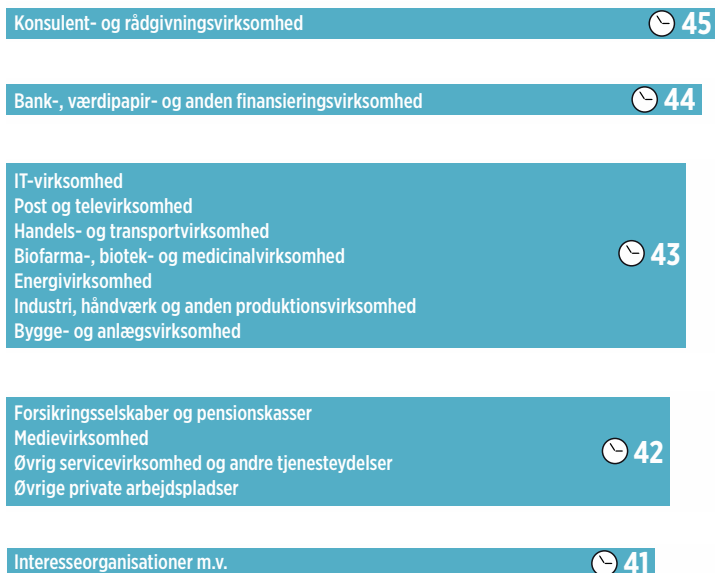 Konsulent- og rådgivningsvirksomhed 45
Bank-, værdipapir- og anden finansieringsvirksomhed 44
IT-virksomhed
Post og televirksomhed
Handels- og transportvirksomhed
Biofarma-, biotek- og medicinalvirksomhed 43
Energivirksomhed
Industri, håndværk og anden produktionsvirksomhed
Bygge- og anlægsvirksomhed
Forsikringsselskaber og pensionskasser
Medievirksomhed
42
Øvrig servicevirksomhed og andre tjenesteydelser
Øvrige private arbejdspladser
Interesseorganisationer m.v. 41